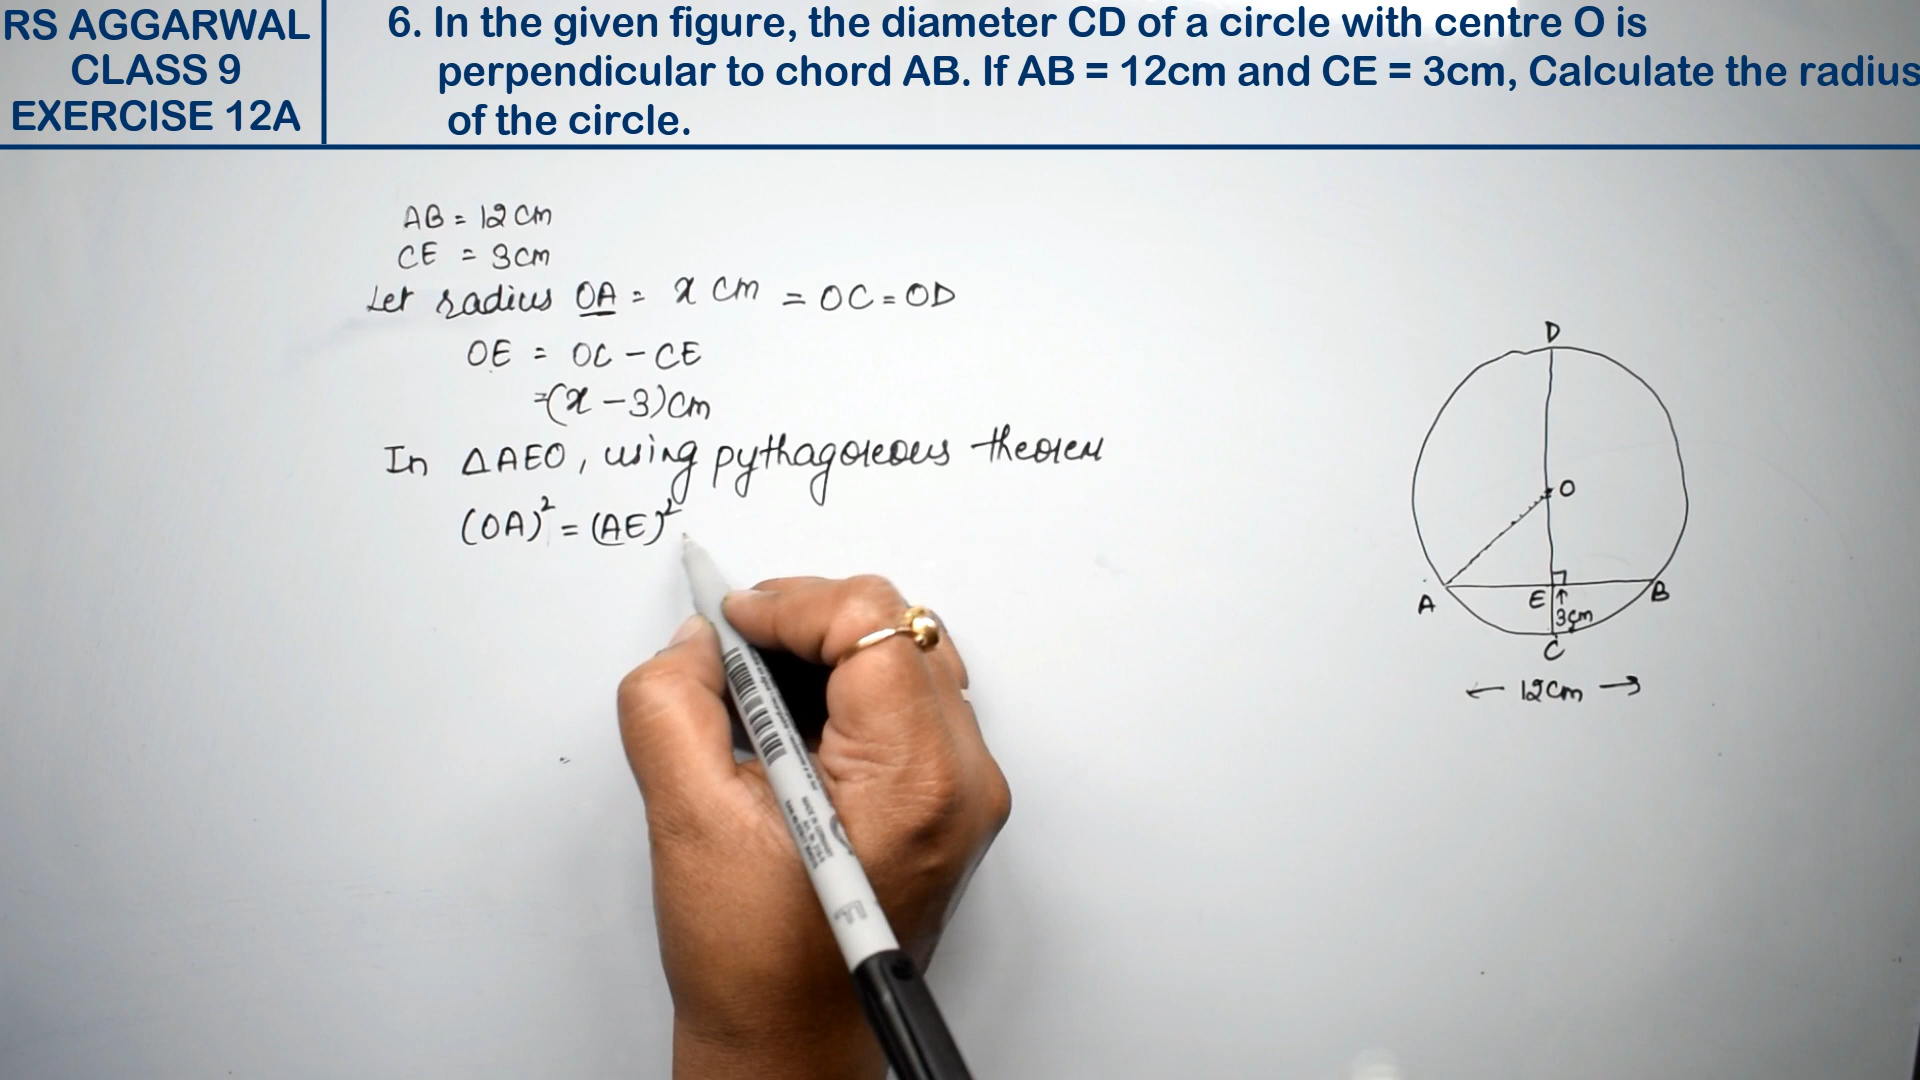 RS AGGARWAL
CLASS 9
EXERCISE 12A
6. In the given figure, the diameter CD of a circle with centre O is
perpendicular to chord AB. If AB = 12cm and CE = 3cm, Calculate the radius
of the circle.
AB = 12 cm
CE = 3cm
Let radius OA = x cm = OC = OD
OE = OC - CE
=(x - 3)cm
In △AEO, using pythagoreous theorem
(OA)² = (AE)²
D
O
A
E
B
3cm
C
← 12cm →